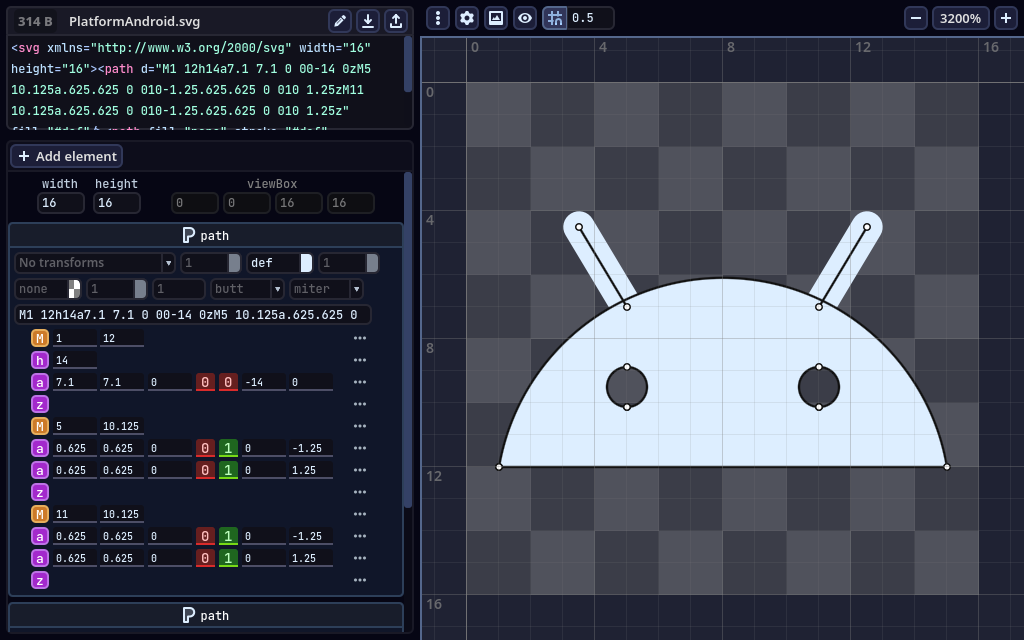 314 B PlatformAndroid.svg
<svg xmlns="http://www.w3.org/2000/svg" width="16"
height="16"><path d="M1 12h14a7.1 7.1 0 00-14 0zM5
10.125a.625.625 0 010-1.25.625.625 0 010 1.25zM11
10.125a.625.625 0 010-1.25.625.625 0 010 1.25z"
Add element
width height viewBox
16 16 0 0 16 16
path
No transforms 1 def 1
none 1 1 butt miter
M1 12h14a7.1 7.1 0 00-14 0zM5 10.125a.625.625 0
M 1 12
h 14
a 7.1 7.1 0 0 0 -14 0
z
M 5 10.125
a 0.625 0.625 0 0 1 0 -1.25
a 0.625 0.625 0 0 1 0 1.25
z
M 11 10.125
a 0.625 0.625 0 0 1 0 -1.25
a 0.625 0.625 0 0 1 0 1.25
z
path
0.5
3200%
0 4 8 12 16
0
4
8
12
16